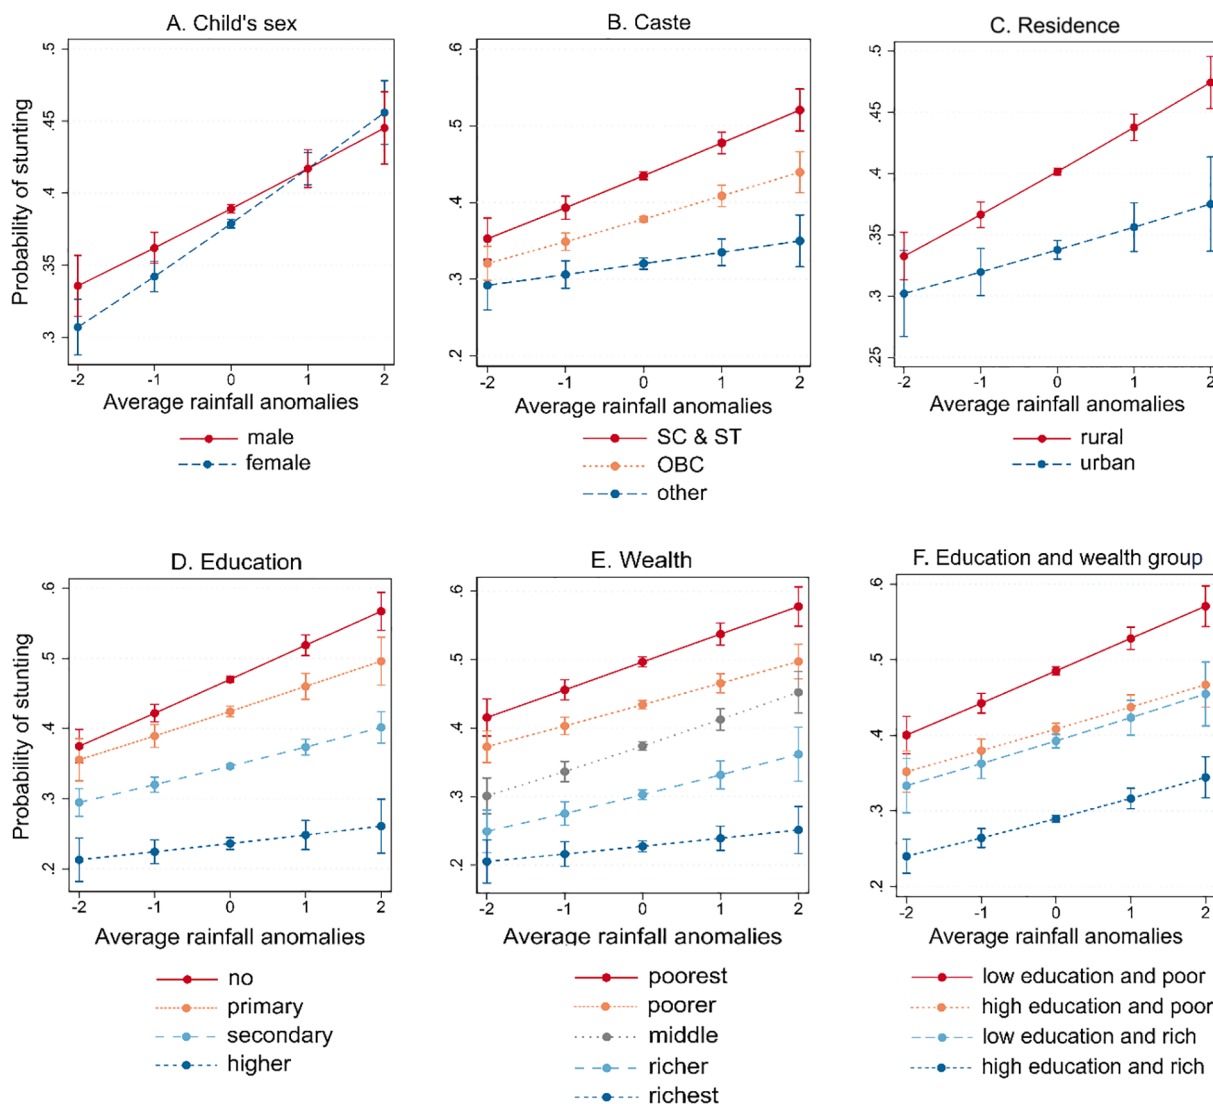 A. Child's sex
Probability of stunting
.5
.45
.4
.35
.3
-2 -1 0 1 2
Average rainfall anomalies
male
female
B. Caste
.6
.5
.4
.3
.2
-2 -1 0 1 2
Average rainfall anomalies
SC & ST
OBC
other
C. Residence
.5
.45
.4
.35
.3
.25
-2 -1 0 1 2
Average rainfall anomalies
rural
urban
D. Education
Probability of stunting
.6
.5
.4
.3
.2
-2 -1 0 1 2
Average rainfall anomalies
no
primary
secondary
higher
E. Wealth
.6
.5
.4
.3
.2
-2 -1 0 1 2
Average rainfall anomalies
poorest
poorer
middle
richer
richest
F. Education and wealth group
.6
.5
.4
.3
.2
-2 -1 0 1 2
Average rainfall anomalies
low education and poor
high education and poor
low education and rich
high education and rich